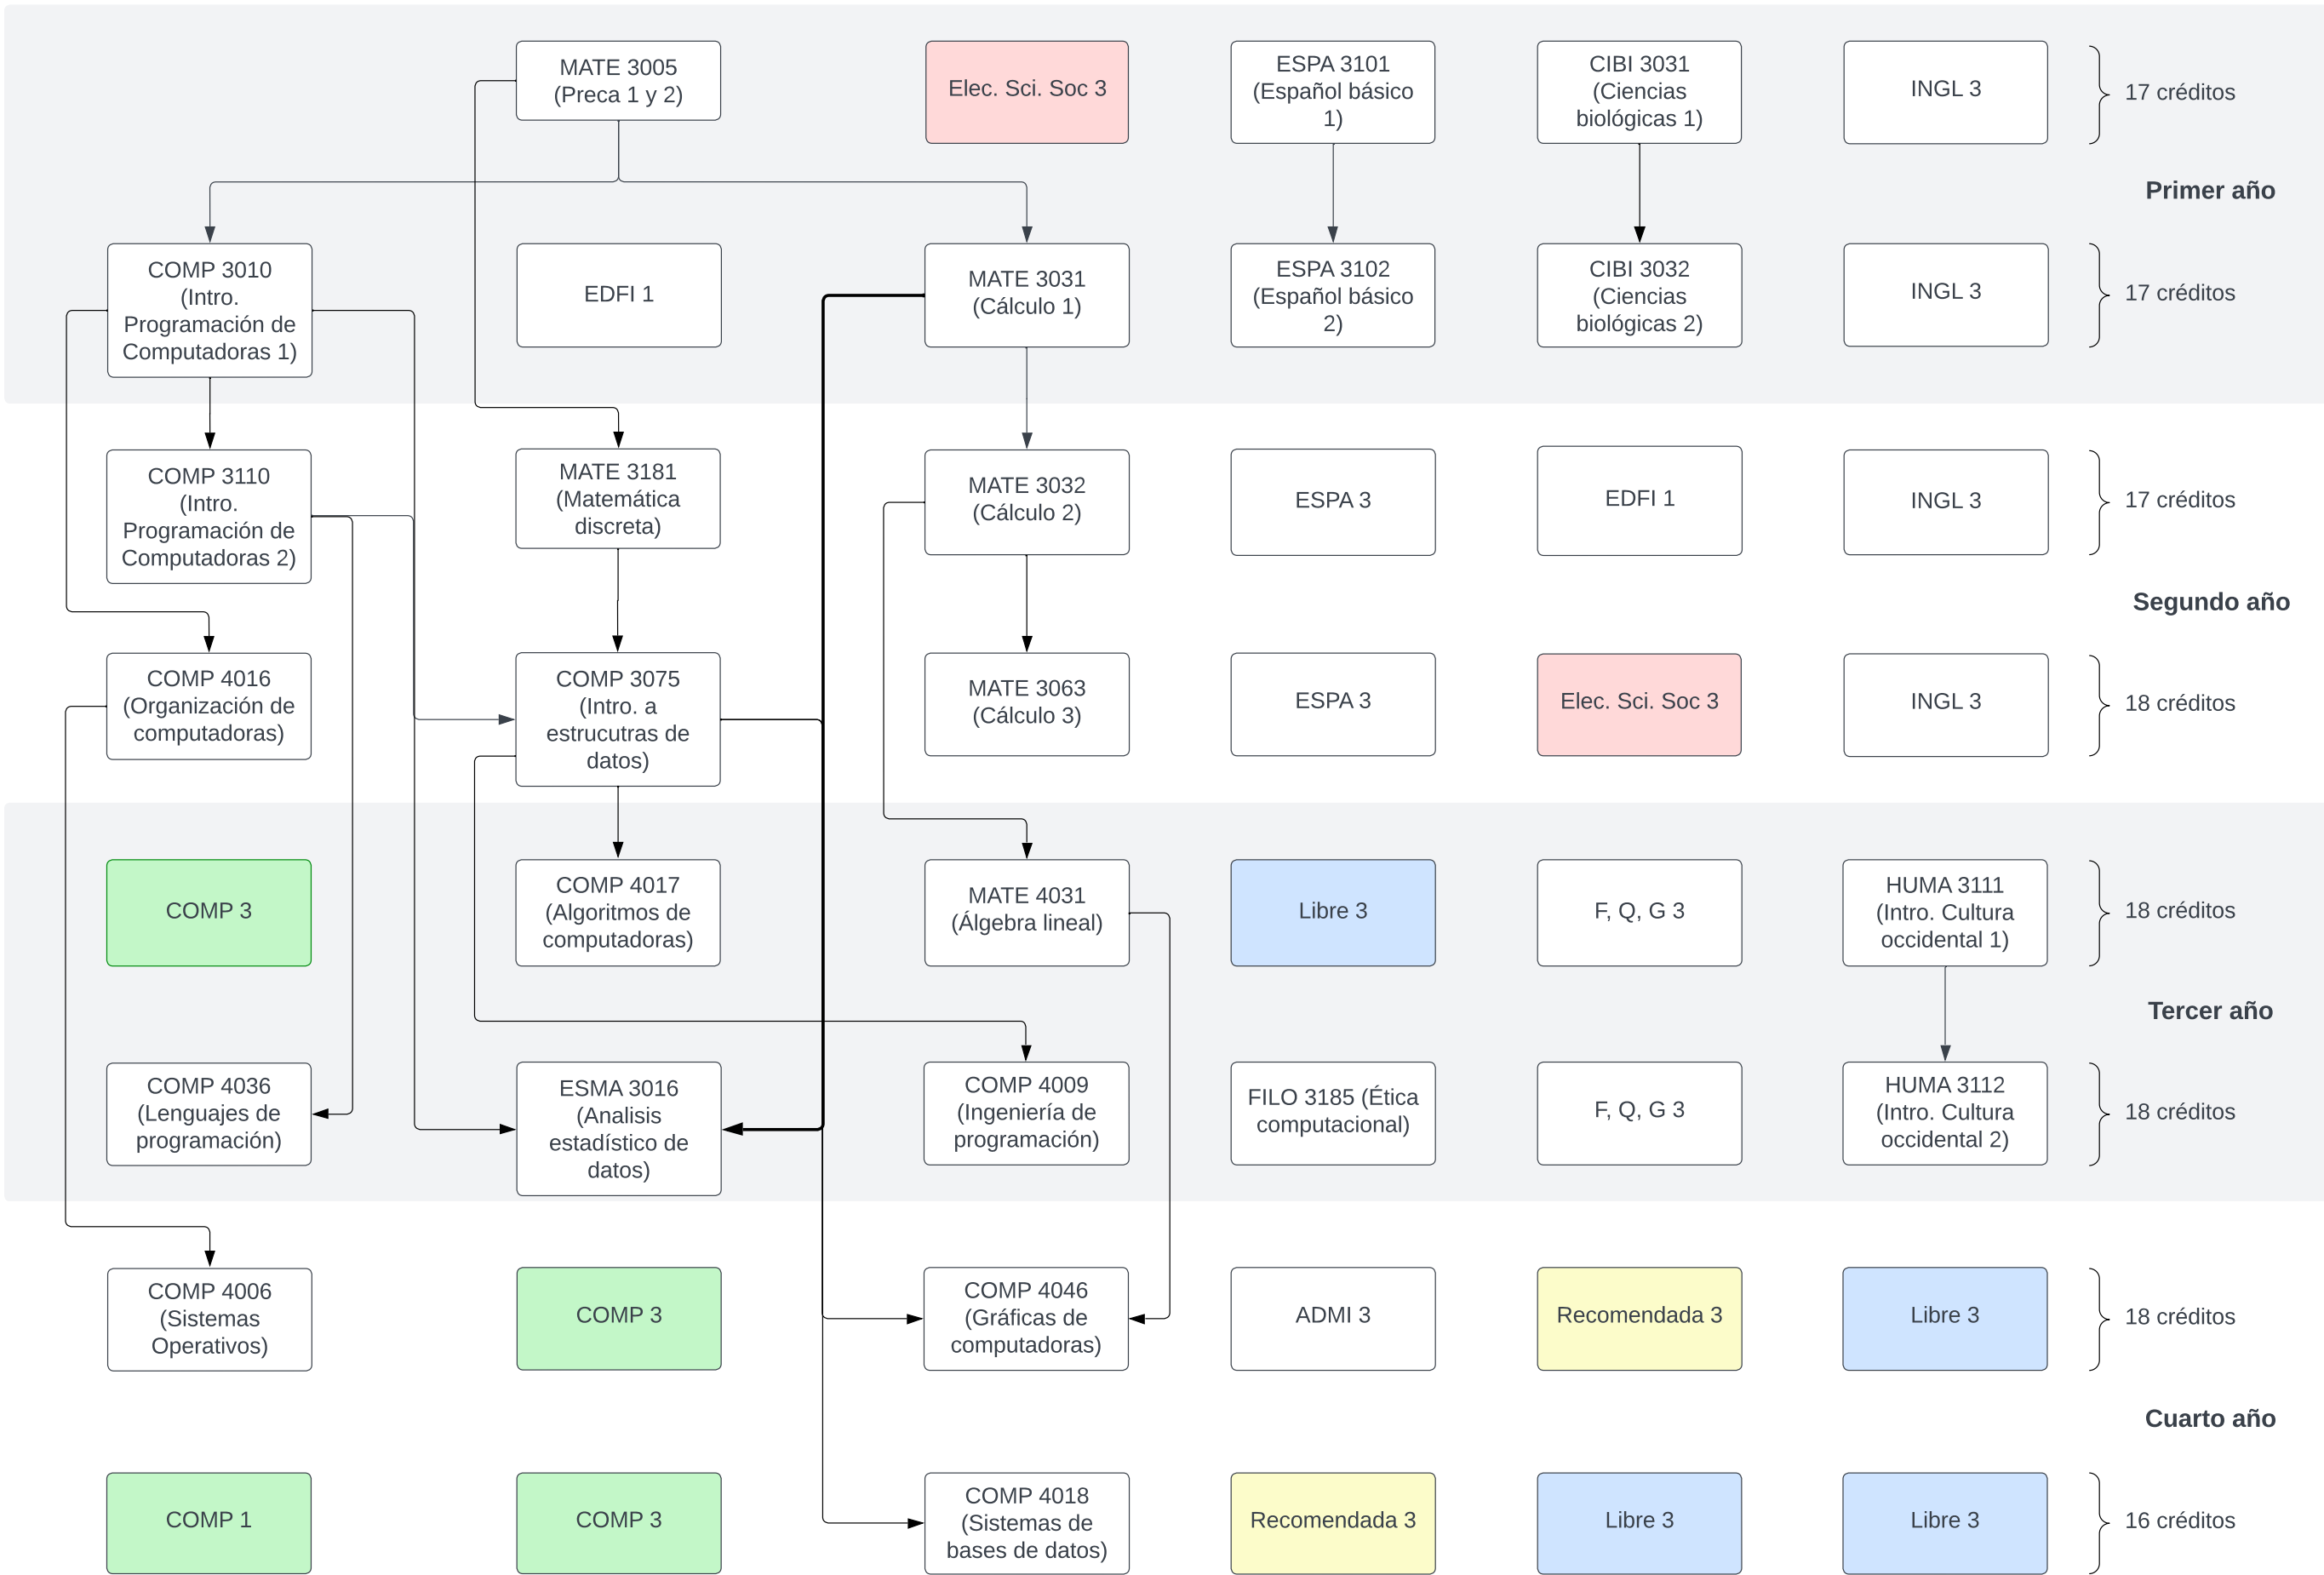 MATE 3005
(Preca 1 y 2)
Elec. Sci. Soc 3
ESPA 3101
(Español básico
1)
CIBI 3031
(Ciencias
biológicas 1)
INGL 3
17 créditos
Primer año
COMP 3010
(Intro.
Programación de
Computadoras 1)
EDFI 1
MATE 3031
(Cálculo 1)
ESPA 3102
(Español básico
2)
CIBI 3032
(Ciencias
biológicas 2)
INGL 3
17 créditos
COMP 3110
(Intro.
Programación de
Computadoras 2)
MATE 3181
(Matemática
discreta)
MATE 3032
(Cálculo 2)
ESPA 3
EDFI 1
INGL 3
17 créditos
Segundo año
COMP 4016
(Organización de
computadoras)
COMP 3075
(Intro. a
estrucutras de
datos)
MATE 3063
(Cálculo 3)
ESPA 3
Elec. Sci. Soc 3
INGL 3
18 créditos
COMP 3
COMP 4017
(Algoritmos de
computadoras)
MATE 4031
(Álgebra lineal)
Libre 3
F, Q, G 3
HUMA 3111
(Intro. Cultura
occidental 1)
18 créditos
Tercer año
COMP 4036
(Lenguajes de
programación)
ESMA 3016
(Analisis
estadístico de
datos)
COMP 4009
(Ingeniería de
programación)
FILO 3185 (Ética
computacional)
F, Q, G 3
HUMA 3112
(Intro. Cultura
occidental 2)
18 créditos
COMP 4006
(Sistemas
Operativos)
COMP 3
COMP 4046
(Gráficas de
computadoras)
ADMI 3
Recomendada 3
Libre 3
18 créditos
Cuarto año
COMP 1
COMP 3
COMP 4018
(Sistemas de
bases de datos)
Recomendada 3
Libre 3
Libre 3
16 créditos